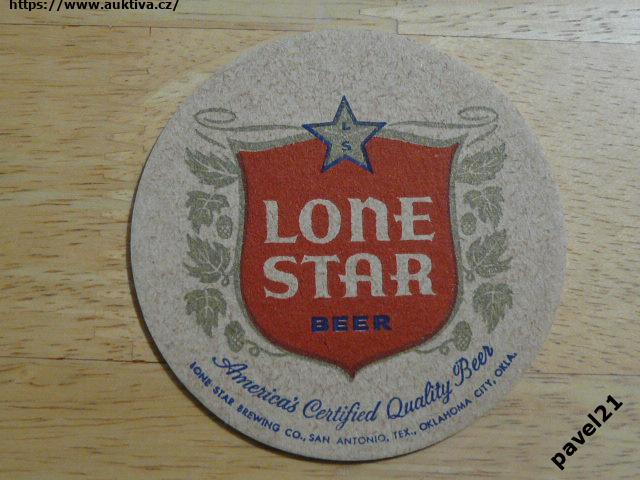 https://www.auktiva.cz/
L
S
LONE
STAR
BEER
America's Certified Quality Beer
LONE STAR BREWING CO., SAN ANTONIO, TEX., OKLAHOMA CITY, OKLA.
pavel21